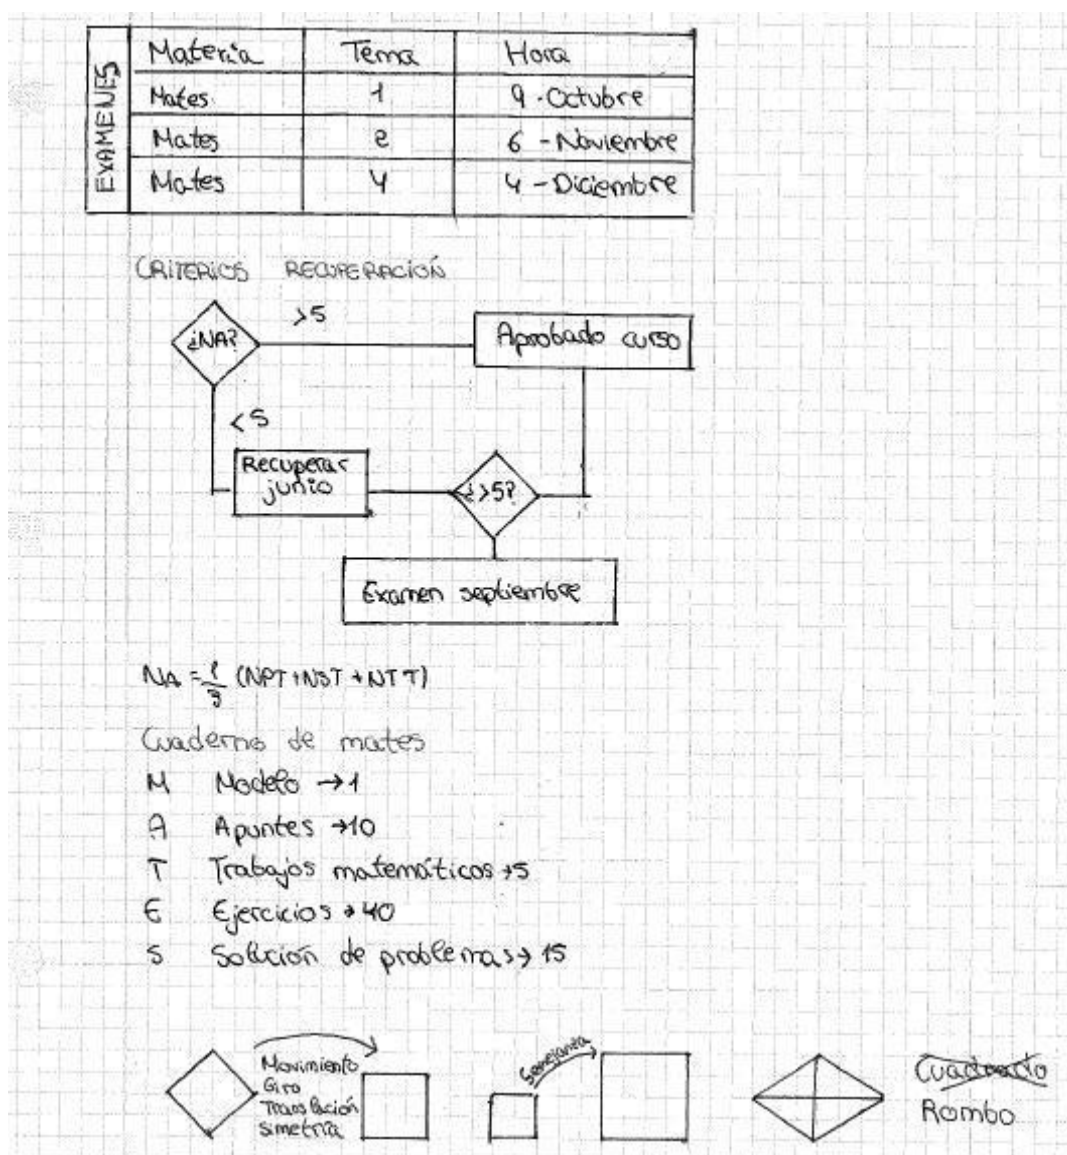 EXAMENES
Materia Tema Hora
Mates 1 9-Octubre
Mates 2 6-Noviembre
Mates 4 4-Diciembre
CRITERIOS RECUPERACIÓN
¿NA?
>5
Aprobado curso
<5
Recuperar
junio
¿>5?
Examen septiembre
NA = 1/3 (NPT+NST+NTT)
Cuaderno de mates
M Modelo →1
A Apuntes →10
T Trabajos matemáticos →5
E Ejercicios →40
S Solución de problemas → 15
Movimiento
Giro
Translación
Simetría
Semejanza
Cuadrado
Rombo